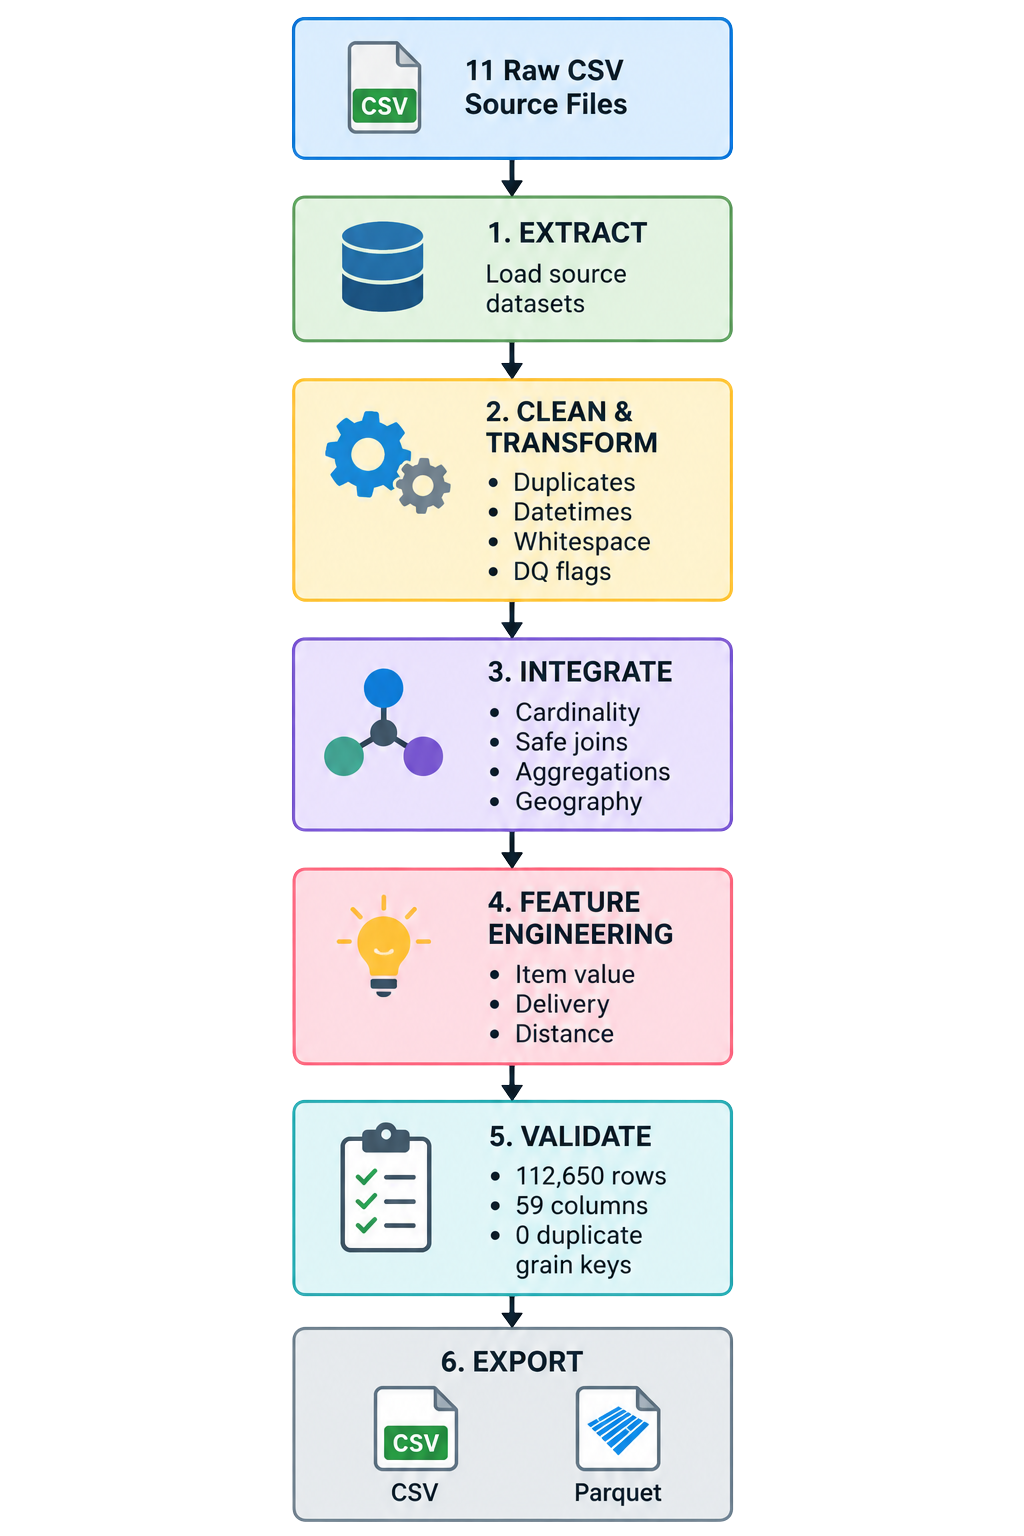 11 Raw CSV
Source Files
CSV
1. EXTRACT
Load source
datasets
2. CLEAN &
TRANSFORM
• Duplicates
• Datetimes
• Whitespace
• DQ flags
3. INTEGRATE
• Cardinality
• Safe joins
• Aggregations
• Geography
4. FEATURE
ENGINEERING
• Item value
• Delivery
• Distance
5. VALIDATE
• 112,650 rows
• 59 columns
• 0 duplicate
grain keys
6. EXPORT
CSV
CSV
Parquet